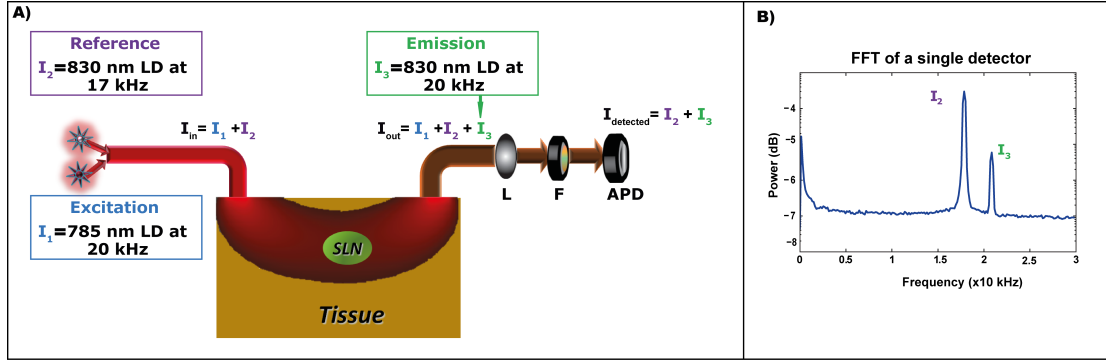 A)
Reference
I2=830 nm LD at
17 kHz
Emission
I3=830 nm LD at
20 kHz
Iin= I1 +I2
Iout= I1 +I2 + I3
Idetected= I2 + I3
L
F
APD
Excitation
I1=785 nm LD at
20 kHz
SLN
Tissue
B)
FFT of a single detector
I2
I3
Power (dB)
−4
−5
−6
−7
−8
0
0.5
1
1.5
2
2.5
3
Frequency (x10 kHz)